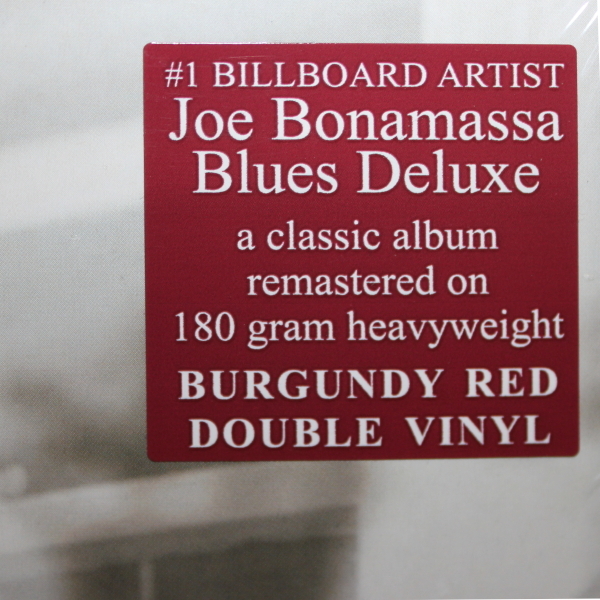 #1 BILLBOARD ARTIST
Joe Bonamassa
Blues Deluxe
a classic album
remastered on
180 gram heavyweight
BURGUNDY RED
DOUBLE VINYL